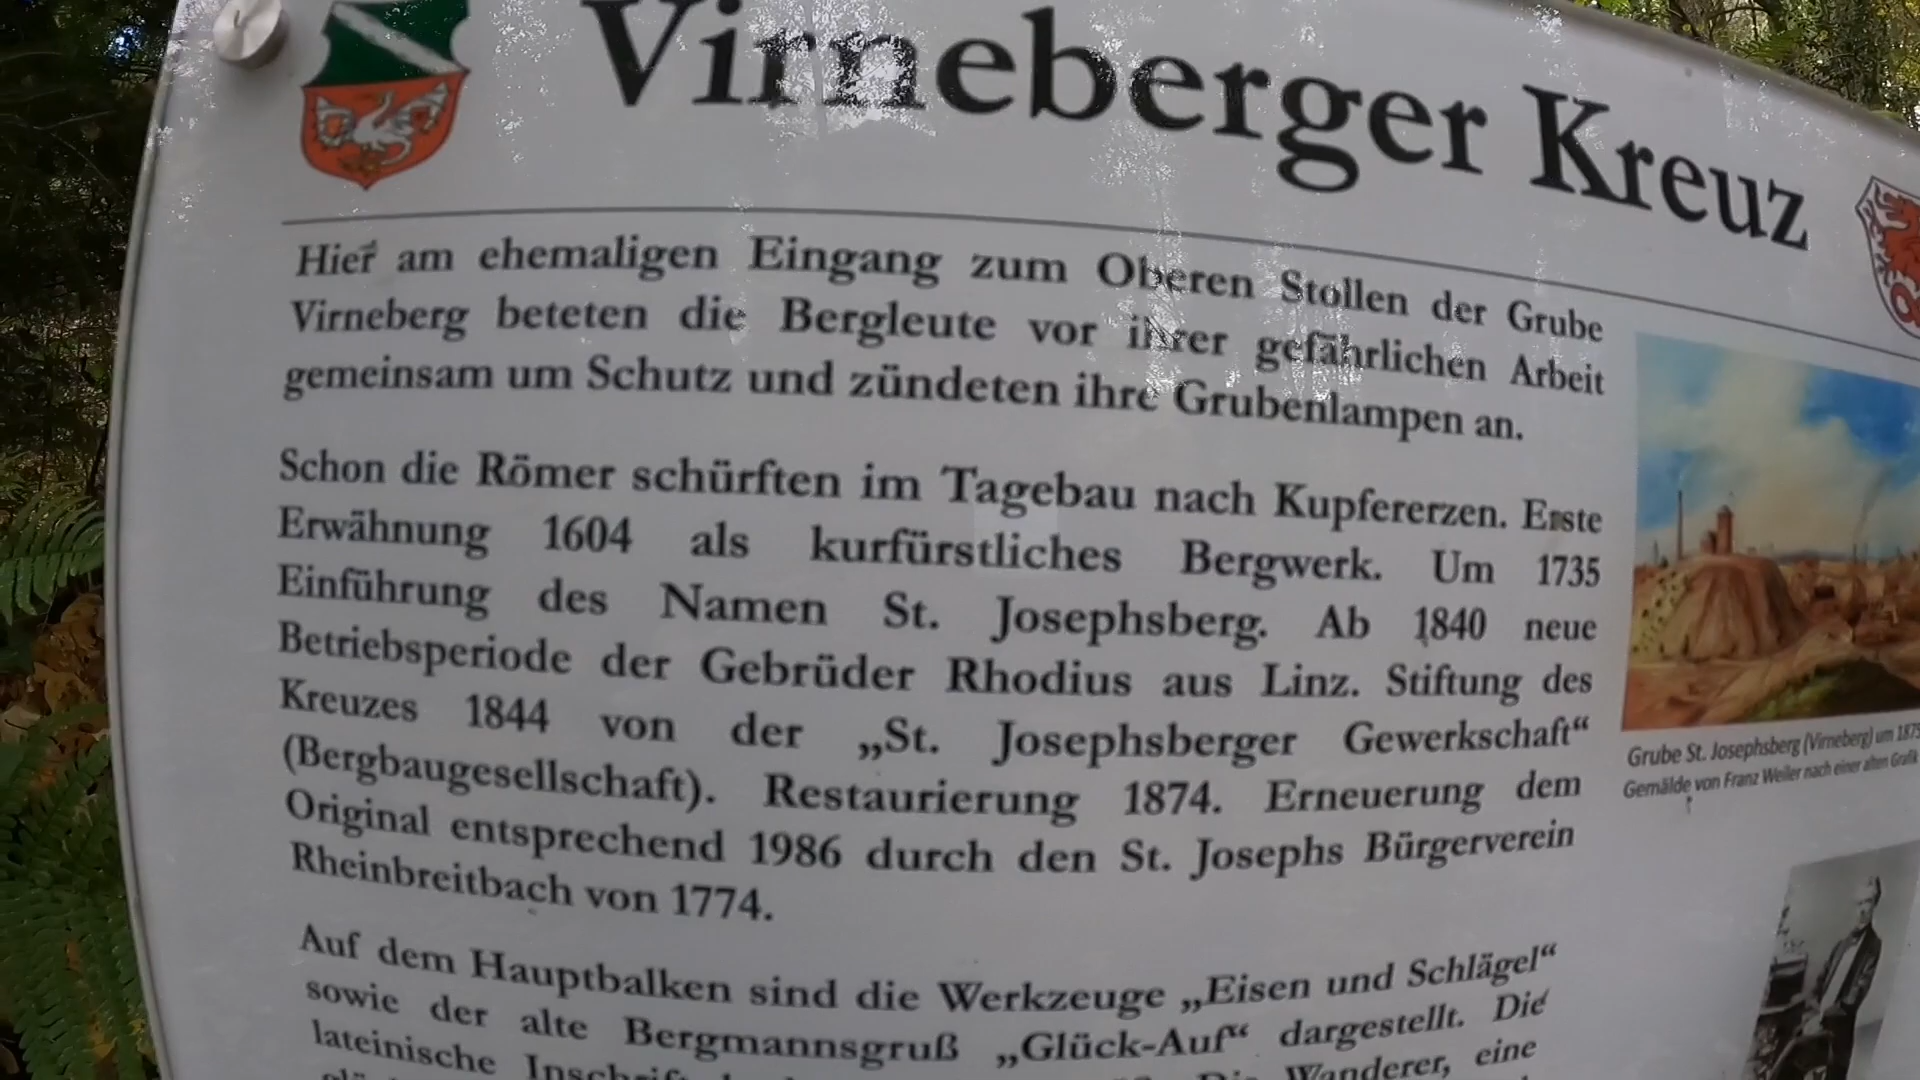 Virneberger Kreuz
Hier am ehemaligen Eingang zum Oberen Stollen der Grube
Virneberg beteten die Bergleute vor ihrer gefährlichen Arbeit
gemeinsam um Schutz und zündeten ihre Grubenlampen an.
Schon die Römer schürften im Tagebau nach Kupfererzen. Erste
Erwähnung 1604 als kurfürstliches Bergwerk. Um 1735
Einführung des Namen St. Josephsberg. Ab 1840 neue
Betriebsperiode der Gebrüder Rhodius aus Linz. Stiftung des
Kreuzes 1844 von der „St. Josephsberger Gewerkschaft“
(Bergbaugesellschaft). Restaurierung 1874. Erneuerung dem
Original entsprechend 1986 durch den St. Josephs Bürgerverein
Rheinbreitbach von 1774.
Auf dem Hauptbalken sind die Werkzeuge „Eisen und Schlägel“
sowie der alte Bergmannsgruß „Glück-Auf“ dargestellt. Die
lateinische Inschrift Wanderer, eine
Grube St. Josephsberg (Virneberg) um 1875
Gemälde von Franz Weiler nach einer alten Grafik